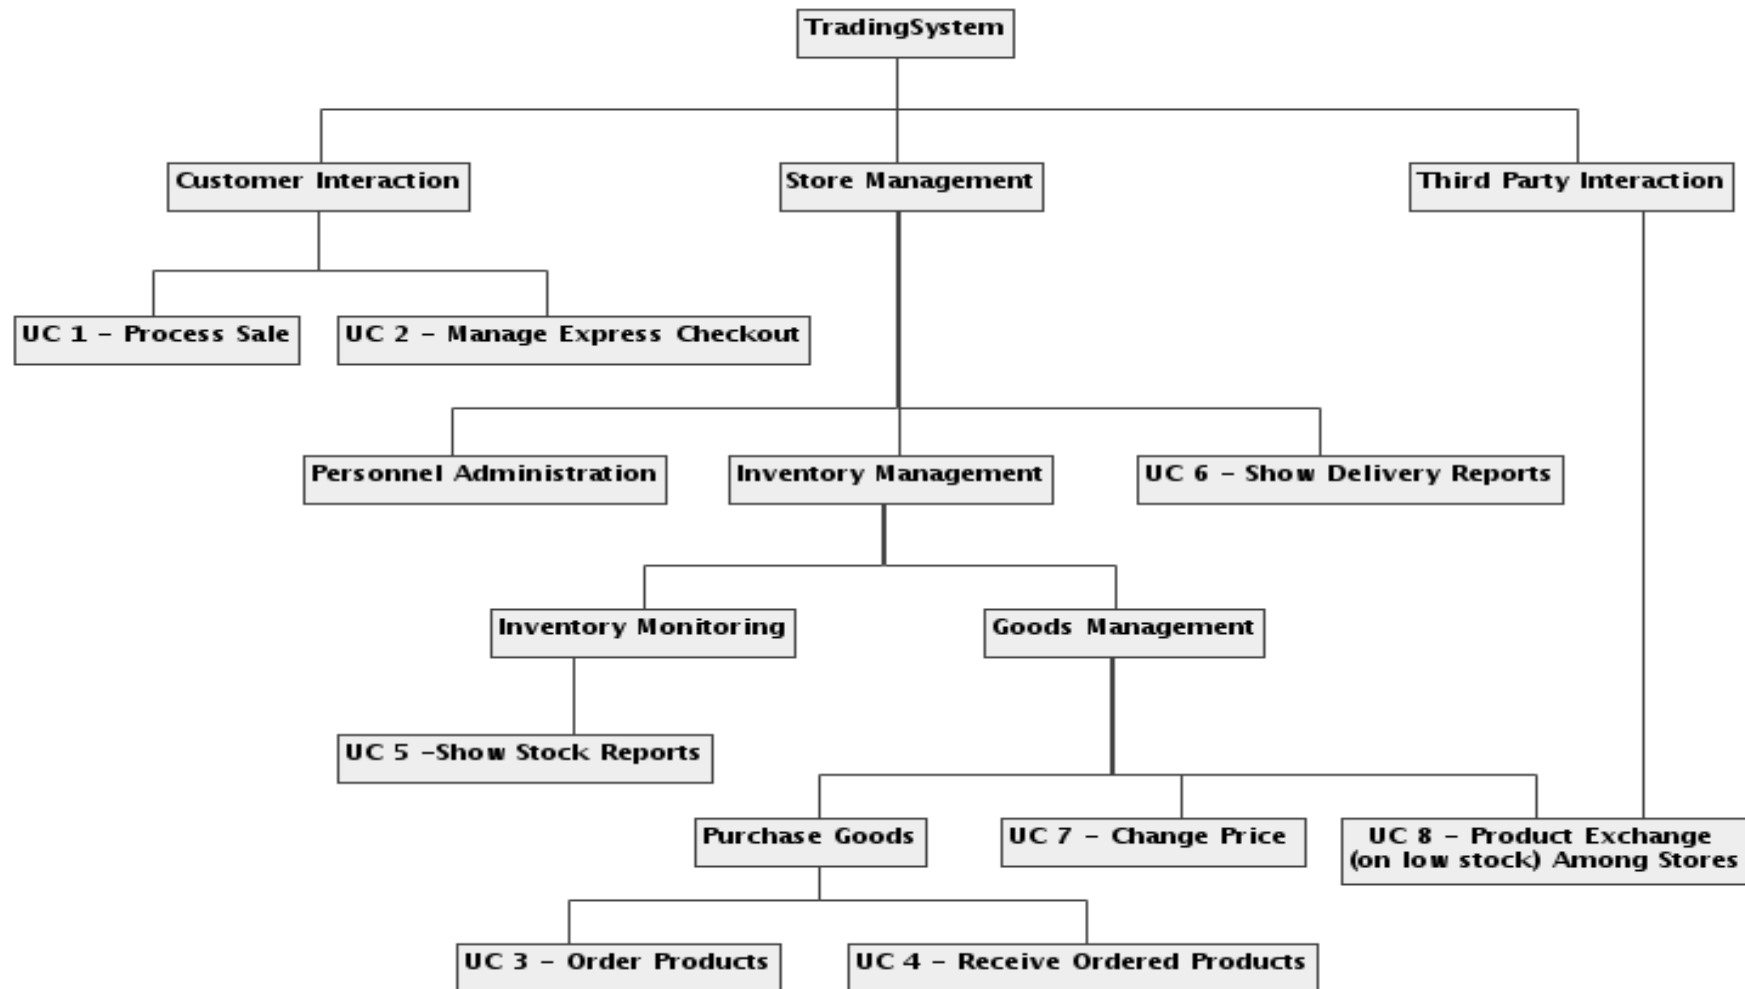 TradingSystem
Customer Interaction
Store Management
Third Party Interaction
UC 1 – Process Sale
UC 2 – Manage Express Checkout
Personnel Administration
Inventory Management
UC 6 – Show Delivery Reports
Inventory Monitoring
Goods Management
UC 5 –Show Stock Reports
Purchase Goods
UC 7 – Change Price
UC 8 – Product Exchange
(on low stock) Among Stores
UC 3 – Order Products
UC 4 – Receive Ordered Products